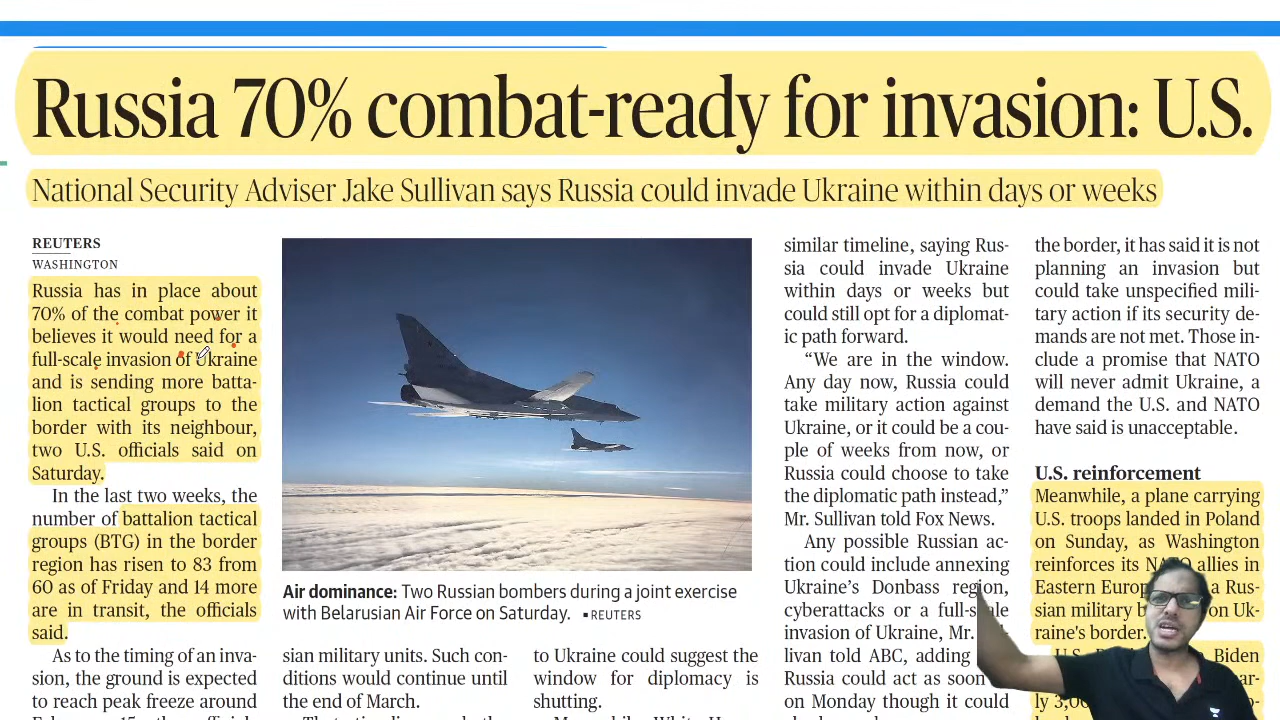 Russia 70% combat-ready for invasion: U.S.
National Security Adviser Jake Sullivan says Russia could invade Ukraine within days or weeks
REUTERS
WASHINGTON
Russia has in place about
70% of the combat power it
believes it would need for a
full-scale invasion of Ukraine
and is sending more batta-
lion tactical groups to the
border with its neighbour,
two U.S. officials said on
Saturday.
In the last two weeks, the
number of battalion tactical
groups (BTG) in the border
region has risen to 83 from
60 as of Friday and 14 more
are in transit, the officials
said.
As to the timing of an inva-
sion, the ground is expected
to reach peak freeze around
Air dominance: Two Russian bombers during a joint exercise
with Belarusian Air Force on Saturday. ▪ REUTERS
sian military units. Such con-
ditions would continue until
the end of March.
to Ukraine could suggest the
window for diplomacy is
shutting.
similar timeline, saying Rus-
sia could invade Ukraine
within days or weeks but
could still opt for a diplomat-
ic path forward.
“We are in the window.
Any day now, Russia could
take military action against
Ukraine, or it could be a cou-
ple of weeks from now, or
Russia could choose to take
the diplomatic path instead,”
Mr. Sullivan told Fox News.
Any possible Russian ac-
tion could include annexing
Ukraine’s Donbass region,
cyberattacks or a full-scale
invasion of Ukraine, Mr.
livan told ABC, adding
Russia could act as soon
on Monday though it could
the border, it has said it is not
planning an invasion but
could take unspecified mili-
tary action if its security de-
mands are not met. Those in-
clude a promise that NATO
will never admit Ukraine, a
demand the U.S. and NATO
have said is unacceptable.
U.S. reinforcement
Meanwhile, a plane carrying
U.S. troops landed in Poland
on Sunday, as Washington
reinforces its NATO allies in
Eastern a Rus-
sian military on Uk-
raine's border.
U.S. Biden